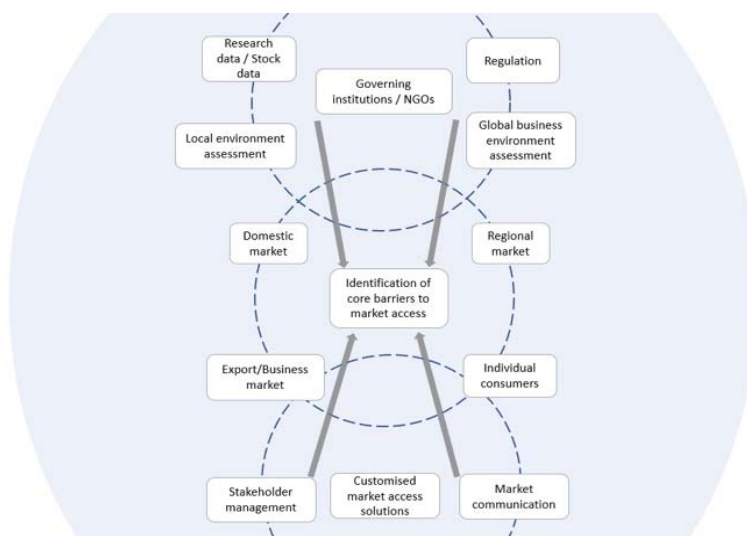 Research
data / Stock
data
Regulation
Governing
institutions / NGOs
Local environment
assessment
Global business
environment
assessment
Domestic
market
Regional
market
Identification of
core barriers to
market access
Export/Business
market
Individual
consumers
Stakeholder
management
Customised
market access
solutions
Market
communication